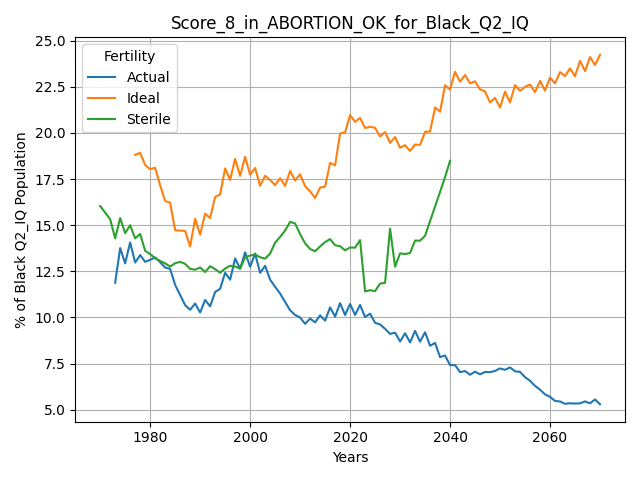 Score_8_in_ABORTION_OK_for_Black_Q2_IQ
Fertility
Actual
Ideal
Sterile
% of Black Q2_IQ Population
25.0
22.5
20.0
17.5
15.0
12.5
10.0
7.5
5.0
1980
2000
2020
2040
2060
Years